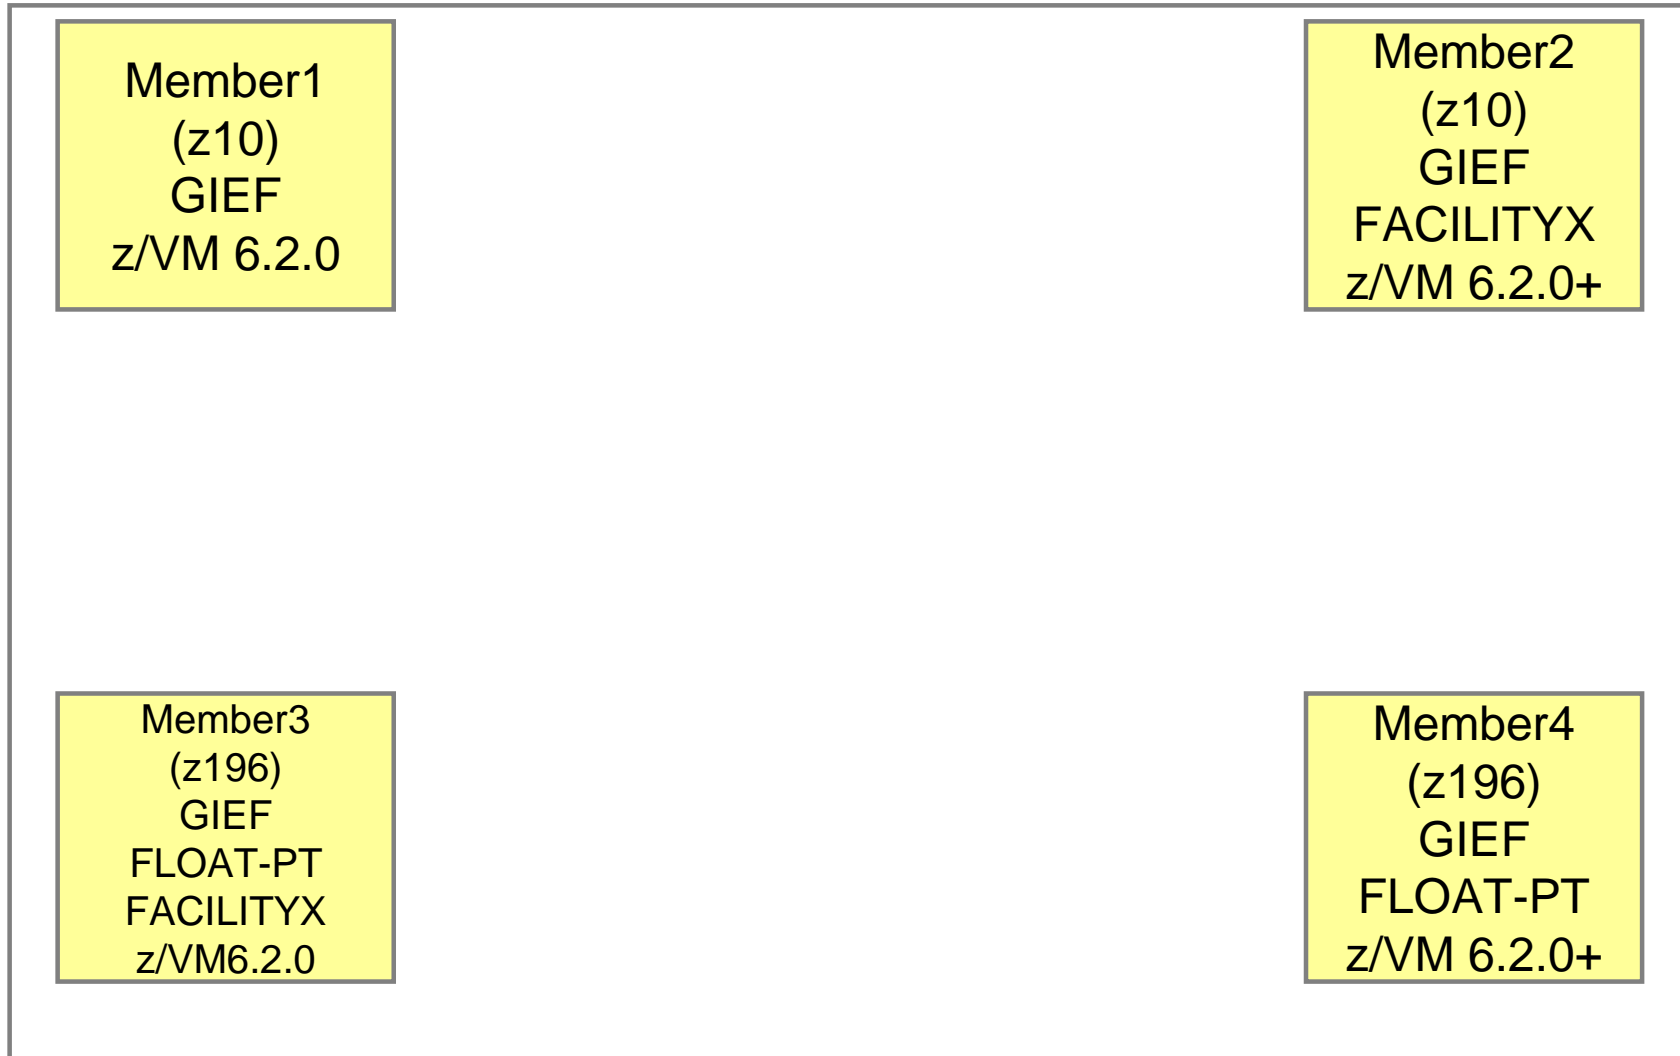 Member1
(z10)
GIEF
z/VM 6.2.0
Member2
(z10)
GIEF
FACILITYX
z/VM 6.2.0+
Member3
(z196)
GIEF
FLOAT-PT
FACILITYX
z/VM6.2.0
Member4
(z196)
GIEF
FLOAT-PT
z/VM 6.2.0+